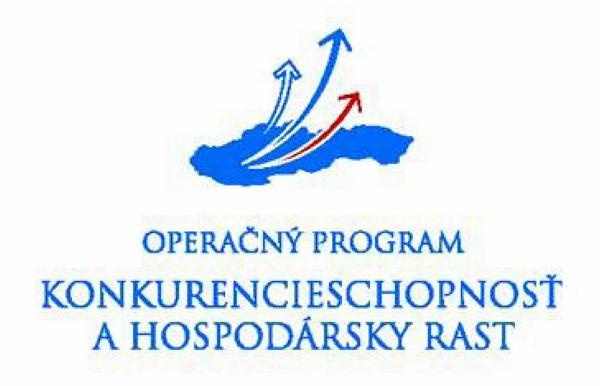 OPERAČNÝ PROGRAM
KONKURENCIESCHOPNOSŤ
A HOSPODÁRSKY RAST